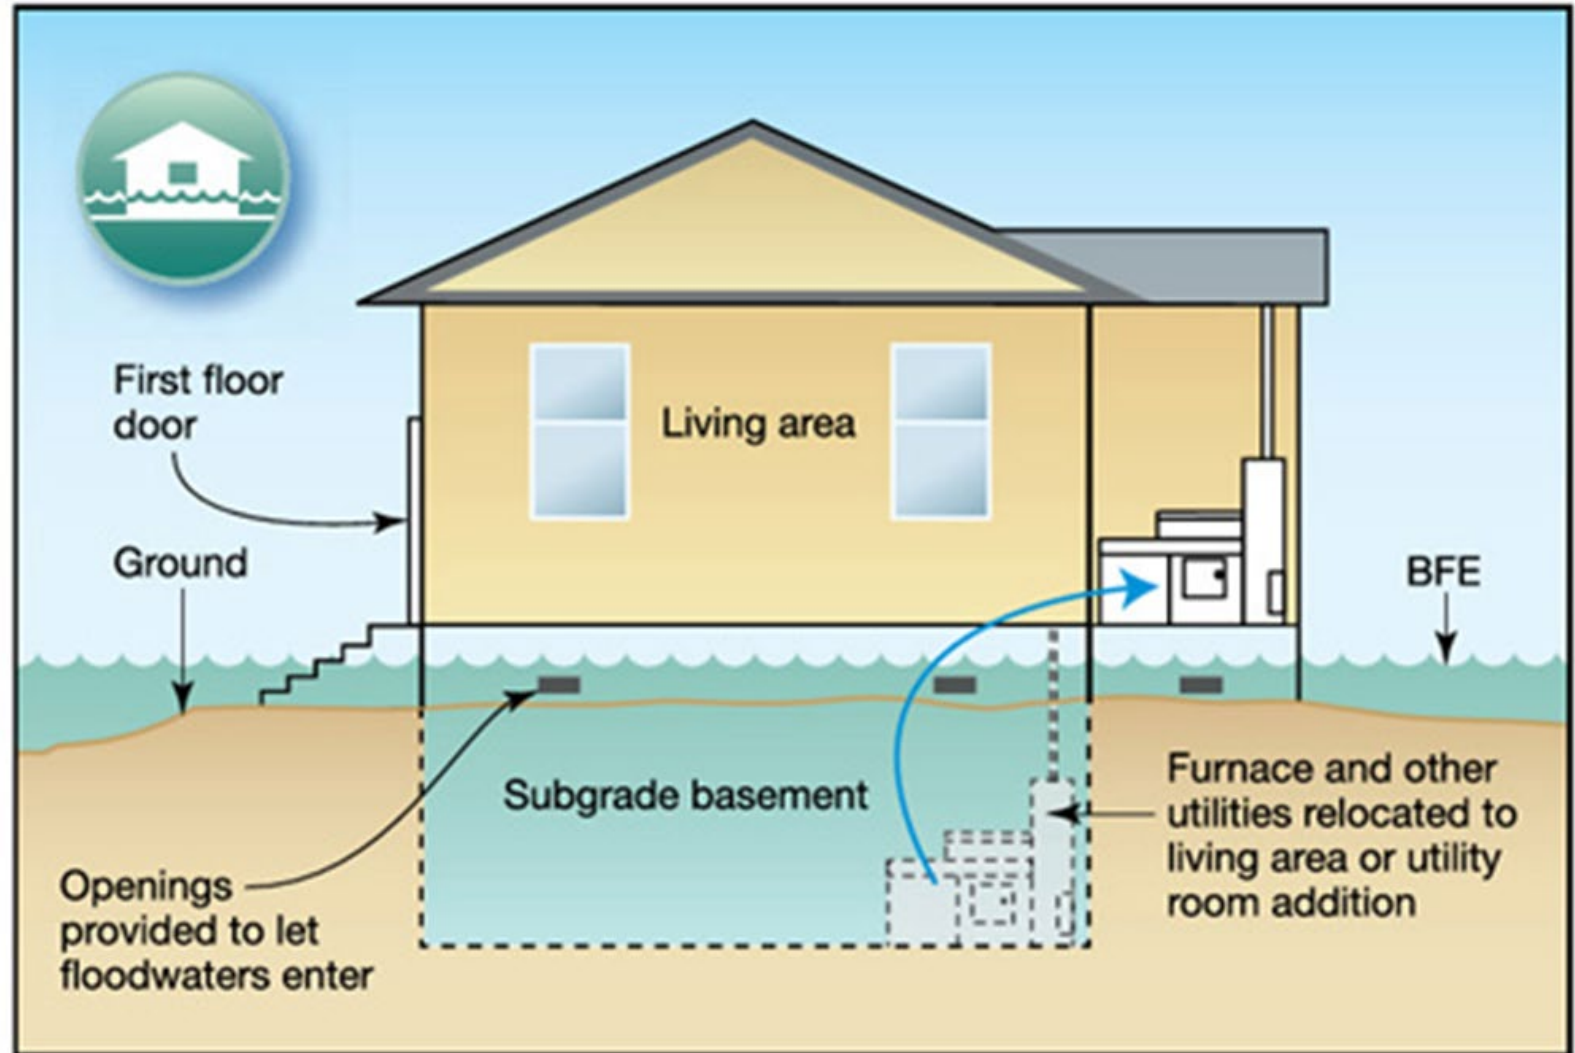 First floor
door
Living area
Ground
BFE
Subgrade basement
Furnace and other
utilities relocated to
living area or utility
room addition
Openings
provided to let
floodwaters enter